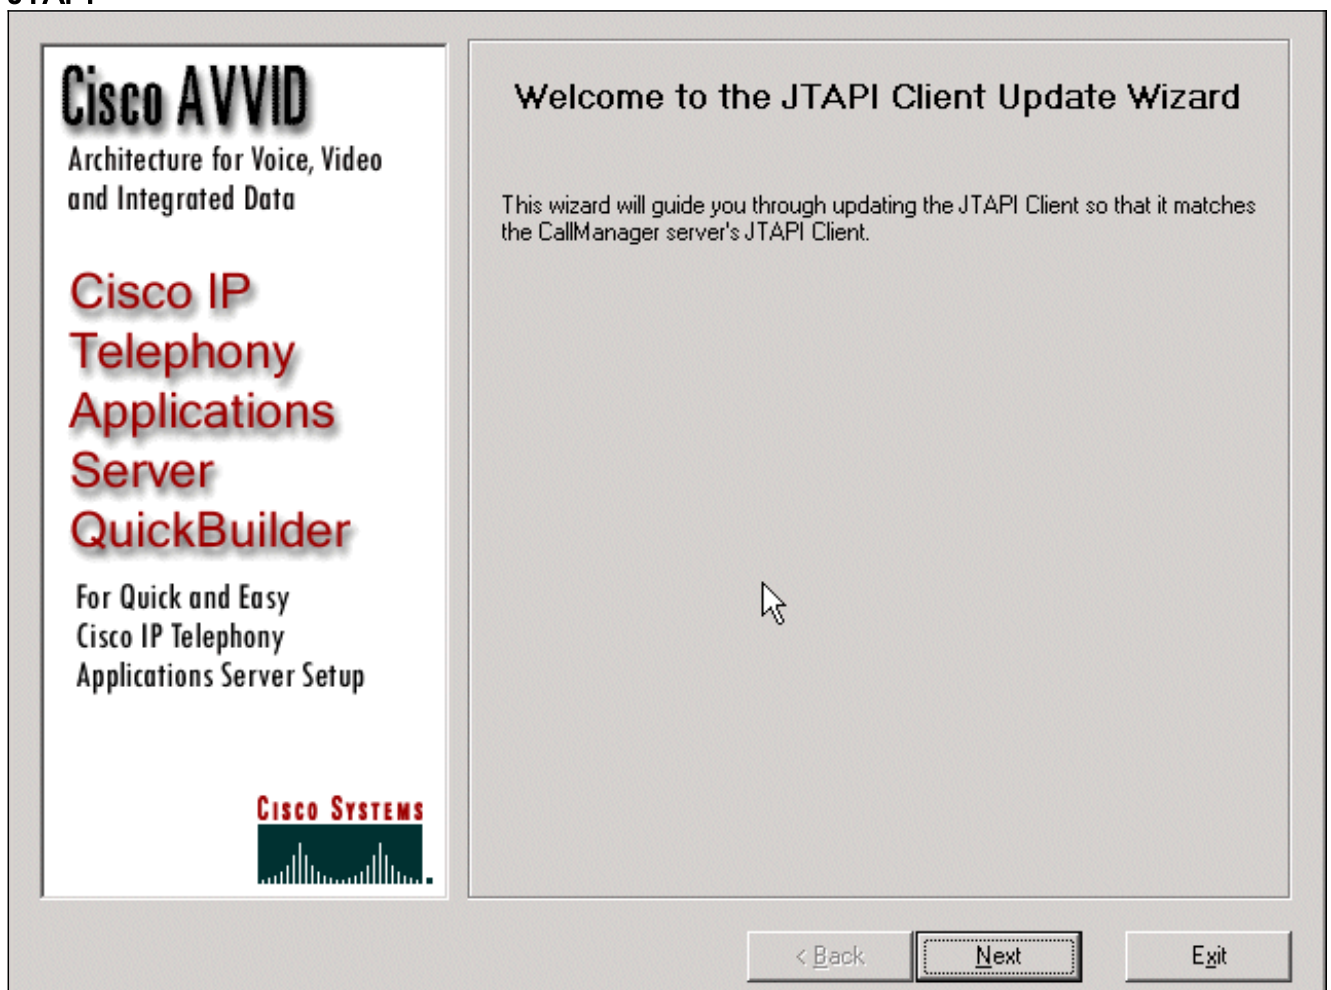 JTAPI
Cisco AVVID
Architecture for Voice, Video
and Integrated Data
Cisco IP
Telephony
Applications
Server
QuickBuilder
For Quick and Easy
Cisco IP Telephony
Applications Server Setup
CISCO SYSTEMS
Welcome to the JTAPI Client Update Wizard
This wizard will guide you through updating the JTAPI Client so that it matches
the CallManager server's JTAPI Client.
< Back
Next
Exit